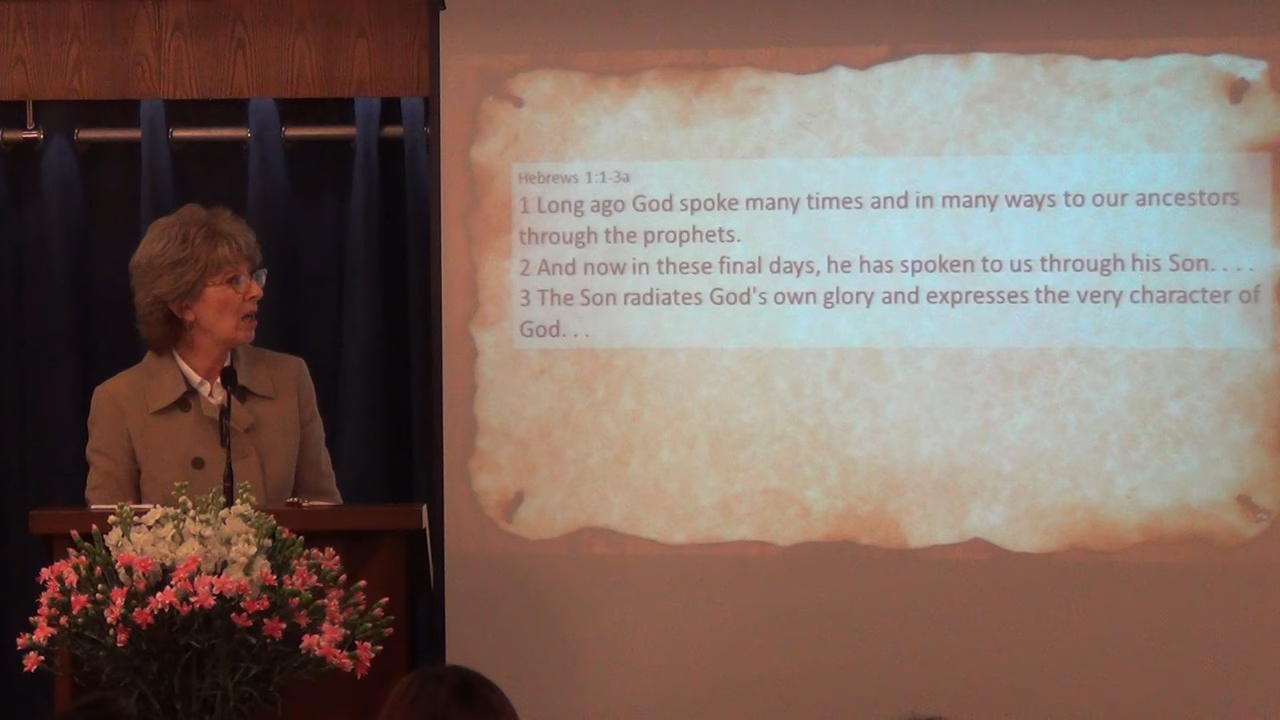 Hebrews 1:1-3a
1 Long ago God spoke many times and in many ways to our ancestors
through the prophets.
2 And now in these final days, he has spoken to us through his Son. . . .
3 The Son radiates God's own glory and expresses the very character of
God. . .